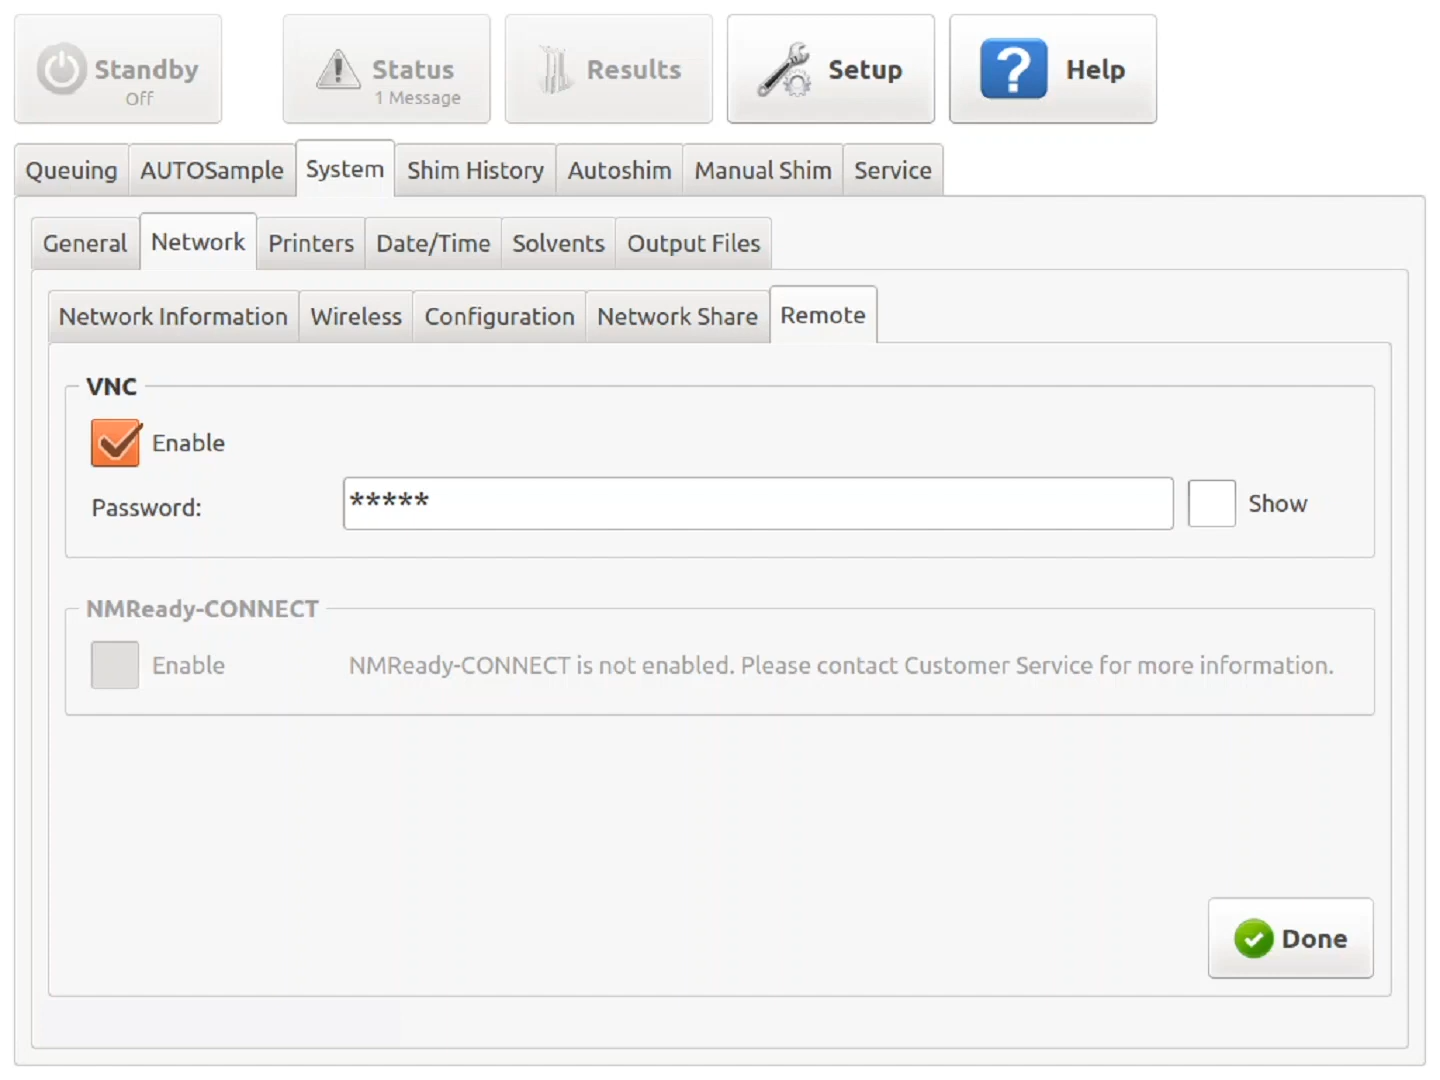 Standby
Off
Status
1 Message
Results
Setup
Help
Queuing AUTOSample System Shim History Autoshim Manual Shim Service
General Network Printers Date/Time Solvents Output Files
Network Information Wireless Configuration Network Share Remote
VNC
Enable
Password: ***** Show
NMReady-CONNECT
Enable NMReady-CONNECT is not enabled. Please contact Customer Service for more information.
Done